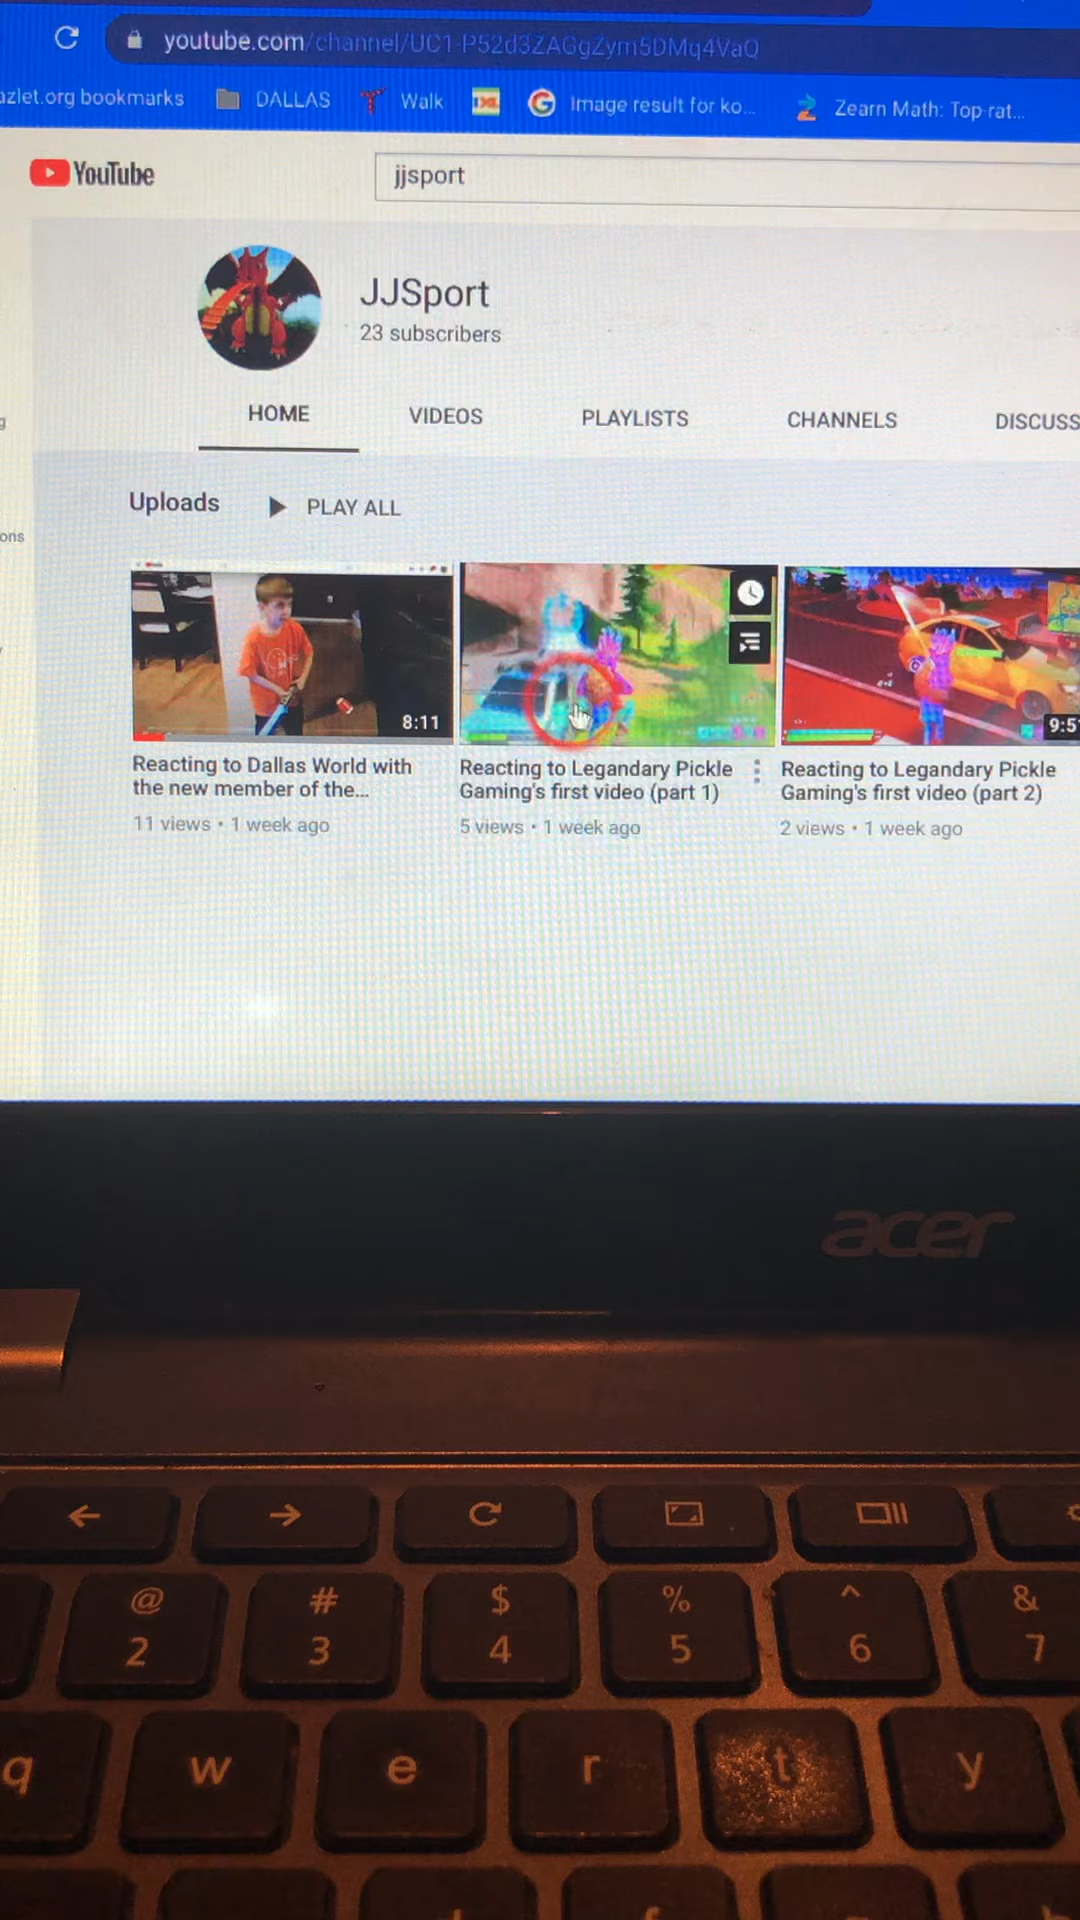 youtube.com/channel/UC1-P52d3ZAGgZym5DMq4VaQ
azlet.org bookmarks DALLAS Walk IXL Image result for ko... Zearn Math: Top-rat...
YouTube
jjsport
JJSport
23 subscribers
HOME VIDEOS PLAYLISTS CHANNELS DISCUSS
Uploads PLAY ALL
ons
8:11
9:5
Reacting to Dallas World with
the new member of the...
11 views • 1 week ago
Reacting to Legandary Pickle
Gaming's first video (part 1)
5 views • 1 week ago
Reacting to Legandary Pickle
Gaming's first video (part 2)
2 views • 1 week ago
acer
@ # $ % ^ &
2 3 4 5 6 7
q w e r t y